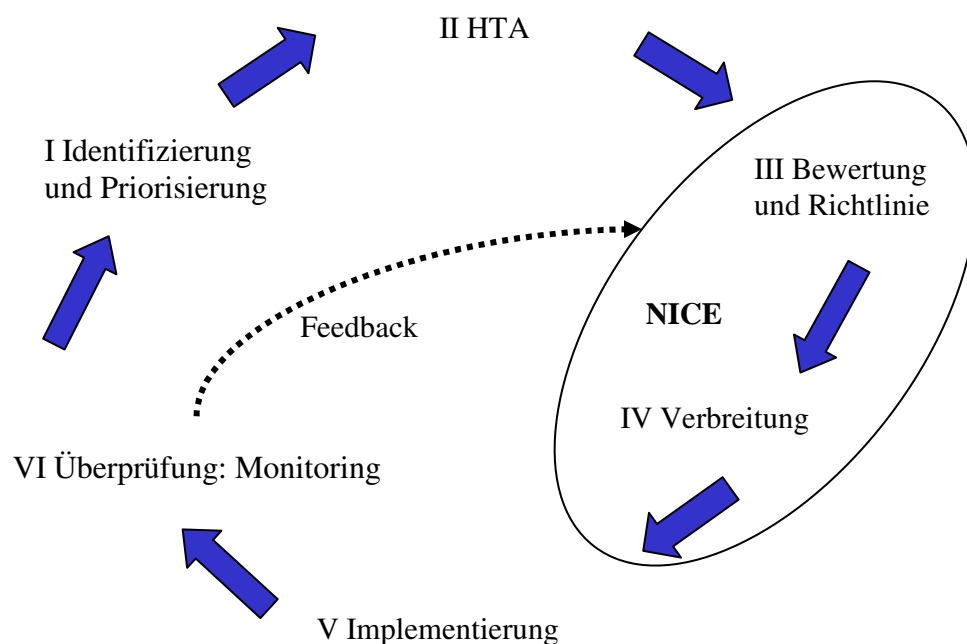 II HTA
I Identifizierung
und Priorisierung
III Bewertung
und Richtlinie
NICE
Feedback
IV Verbreitung
VI Überprüfung: Monitoring
V Implementierung